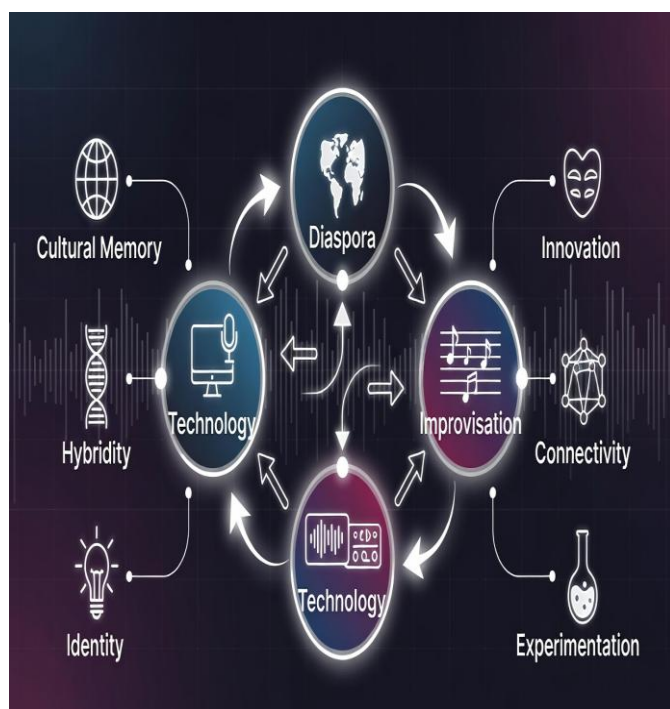 Diaspora
Cultural Memory
Innovation
Technology
Improvisation
Hybridity
Connectivity
Technology
Identity
Experimentation